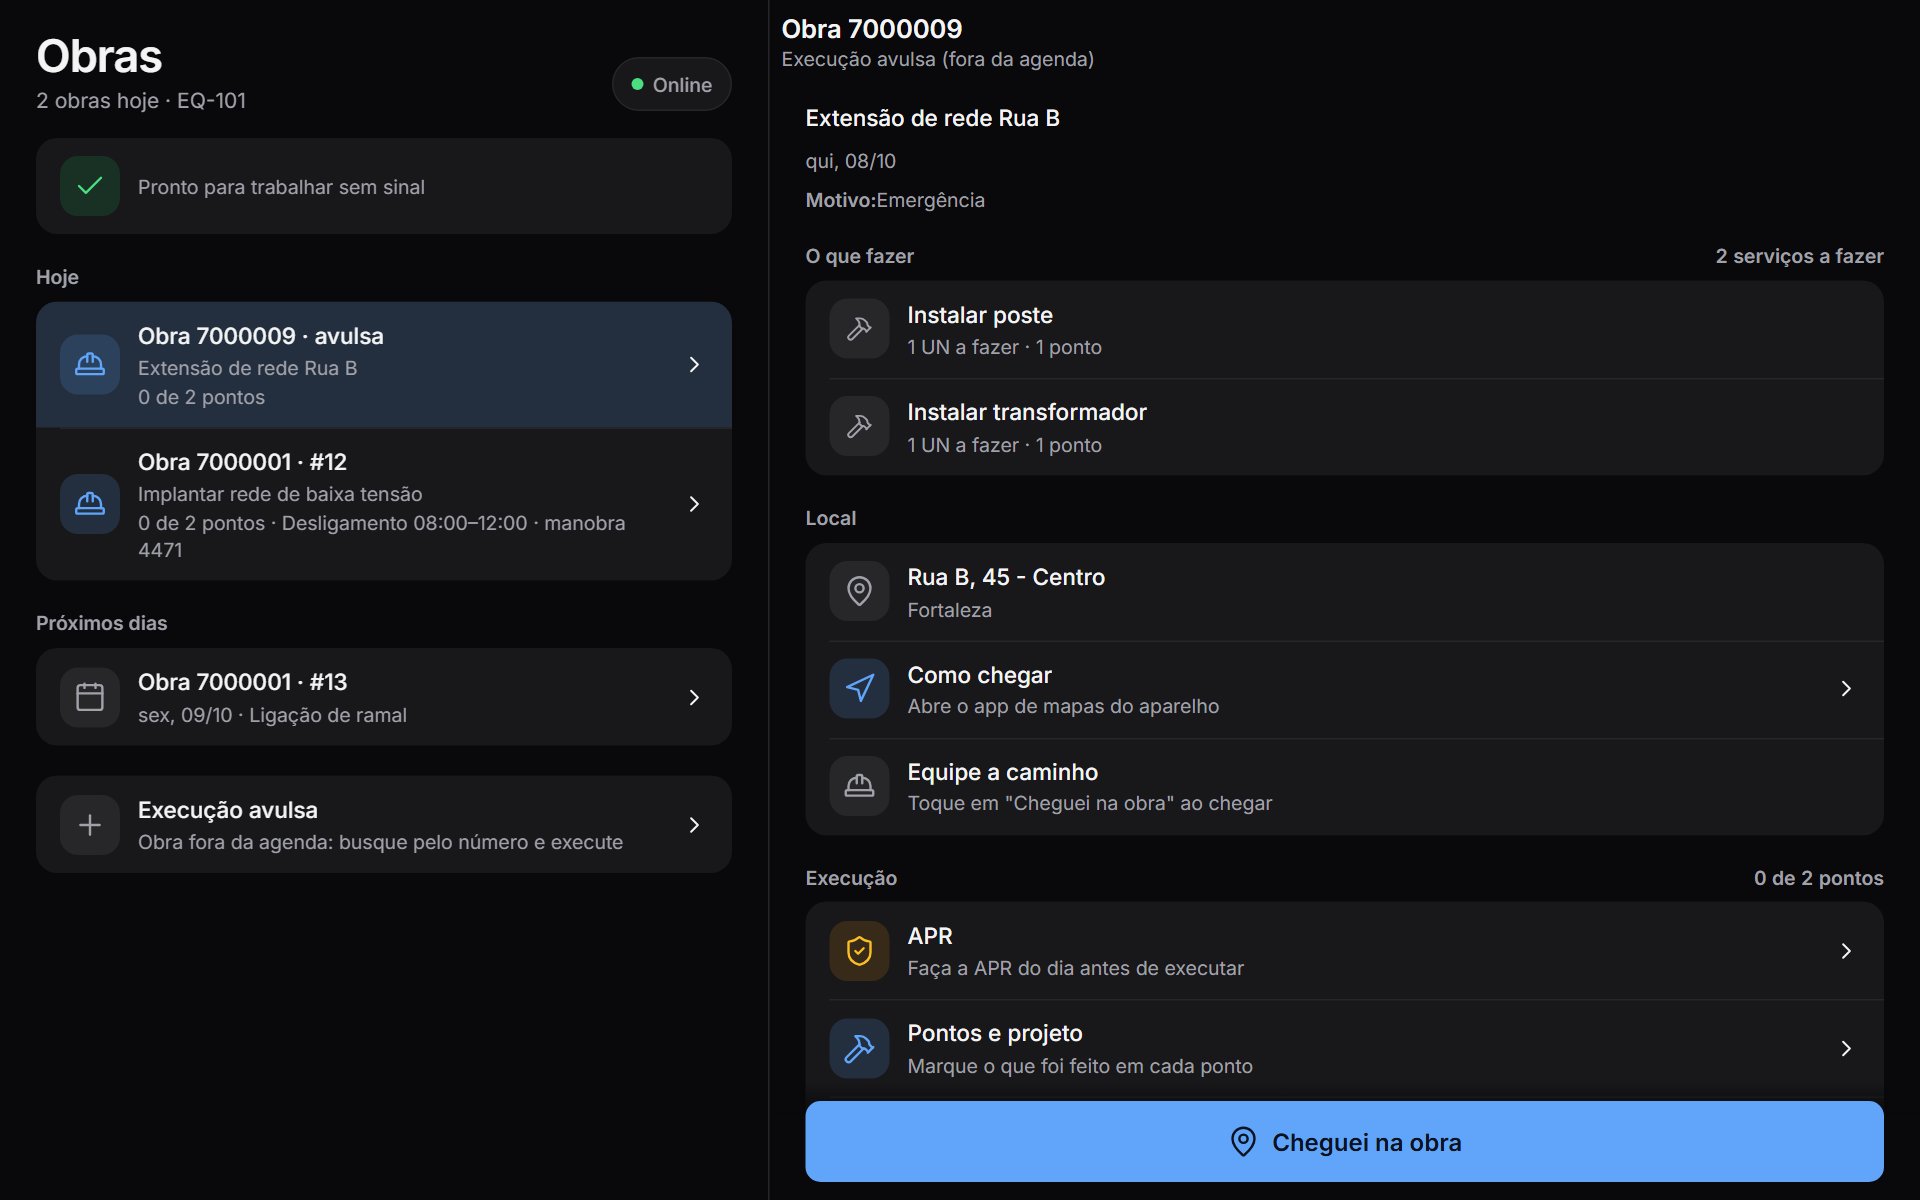 Obras
2 obras hoje · EQ-101
Online
Pronto para trabalhar sem sinal
Hoje
Obra 7000009 · avulsa
Extensão de rede Rua B
0 de 2 pontos
Obra 7000001 · #12
Implantar rede de baixa tensão
0 de 2 pontos · Desligamento 08:00–12:00 · manobra
4471
Próximos dias
Obra 7000001 · #13
sex, 09/10 · Ligação de ramal
Execução avulsa
Obra fora da agenda: busque pelo número e execute
Obra 7000009
Execução avulsa (fora da agenda)
Extensão de rede Rua B
qui, 08/10
Motivo:Emergência
O que fazer
2 serviços a fazer
Instalar poste
1 UN a fazer · 1 ponto
Instalar transformador
1 UN a fazer · 1 ponto
Local
Rua B, 45 - Centro
Fortaleza
Como chegar
Abre o app de mapas do aparelho
Equipe a caminho
Toque em "Cheguei na obra" ao chegar
Execução
0 de 2 pontos
APR
Faça a APR do dia antes de executar
Pontos e projeto
Marque o que foi feito em cada ponto
Cheguei na obra